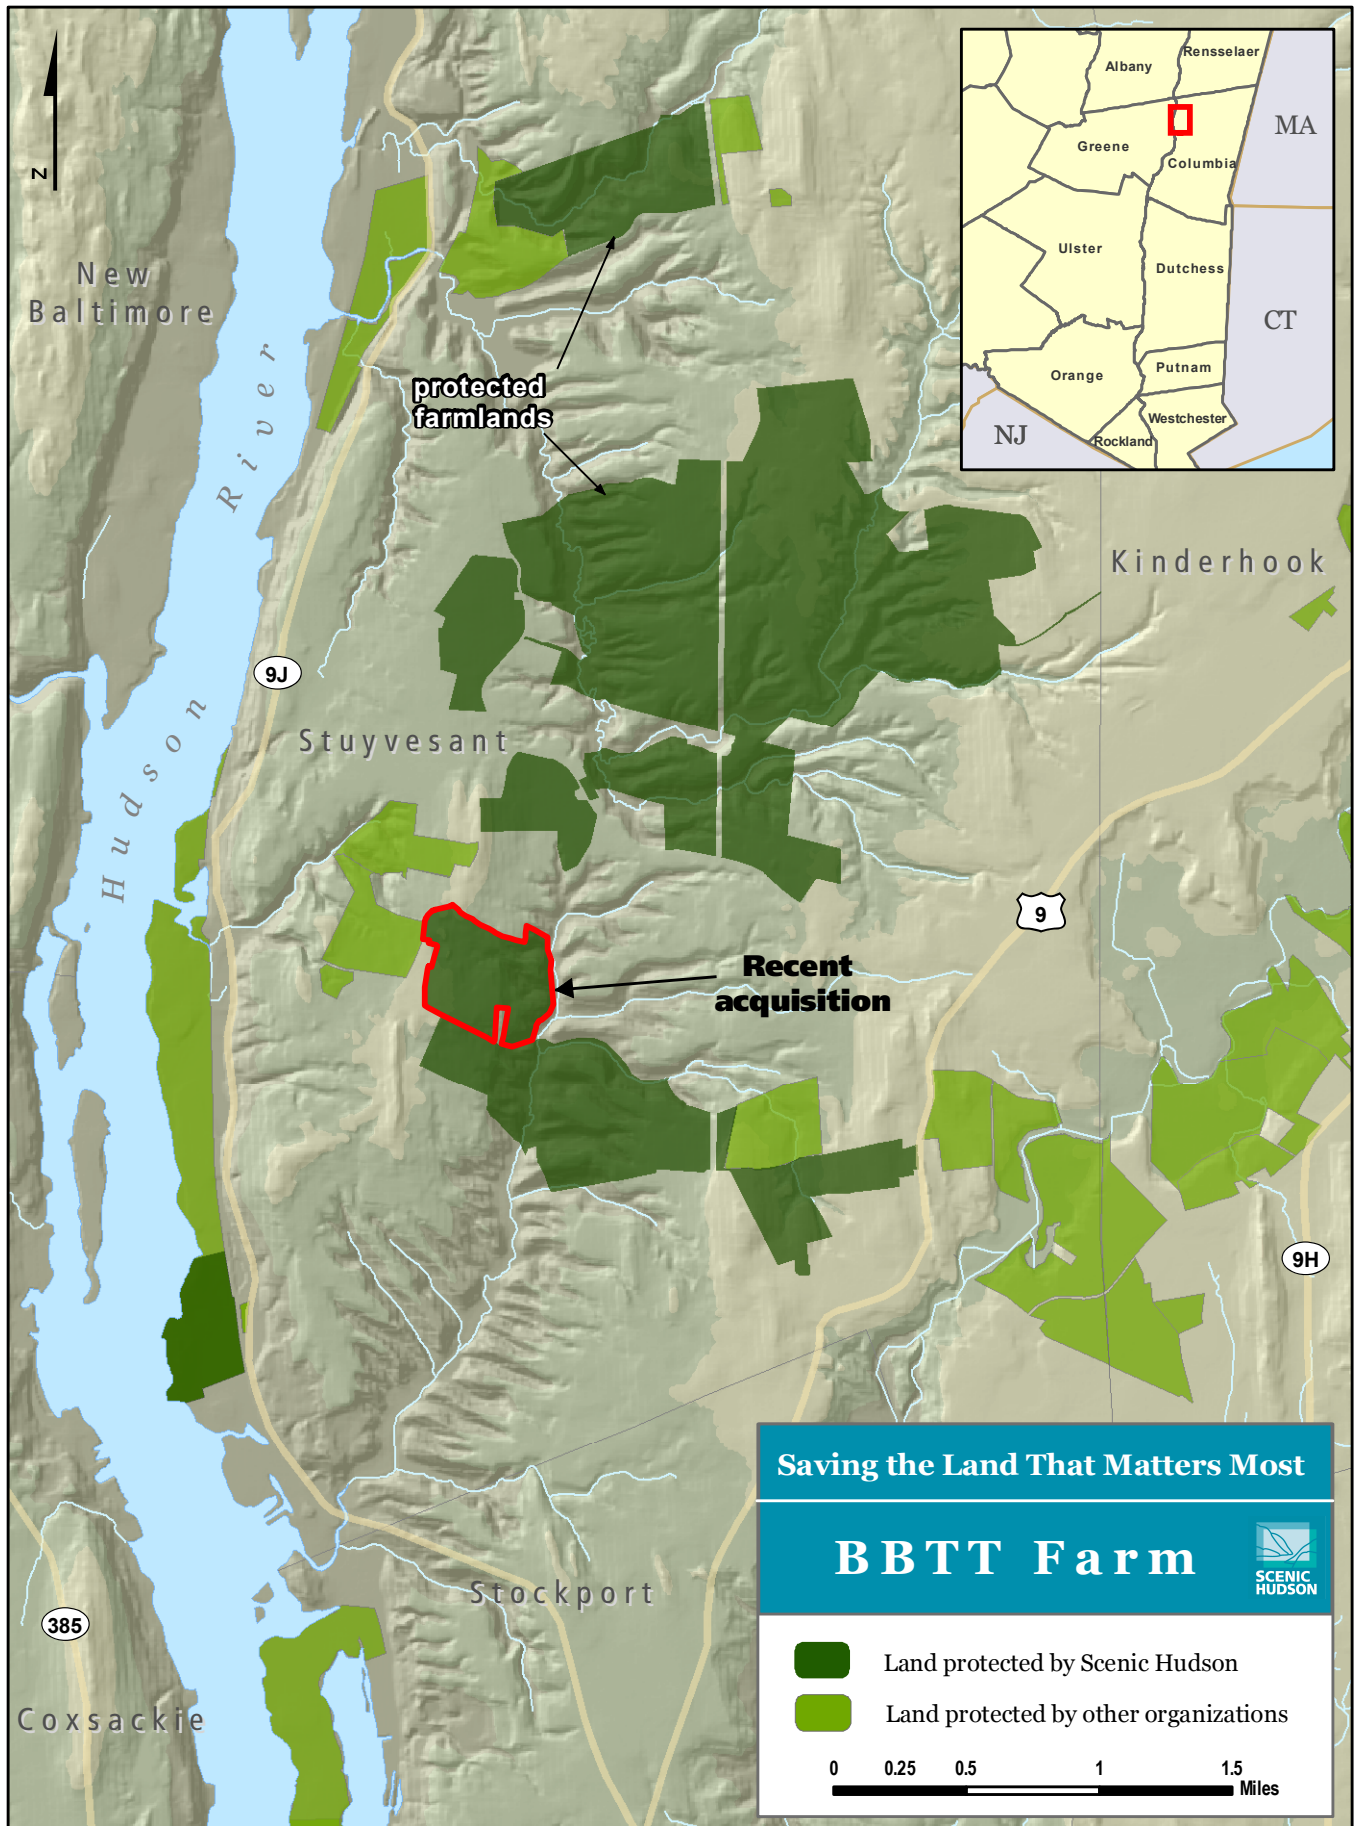 N
New
Baltimore
Hudson River
protected
farmlands
9J
Stuyvesant
Kinderhook
9
Recent
acquisition
9H
Stockport
385
Coxsackie
Albany
Rensselaer
Greene
Columbia
MA
Ulster
Dutchess
CT
Orange
Putnam
Westchester
NJ
Rockland
Saving the Land That Matters Most
BBTT Farm
SCENIC
HUDSON
Land protected by Scenic Hudson
Land protected by other organizations
0 0.25 0.5 1 1.5
Miles